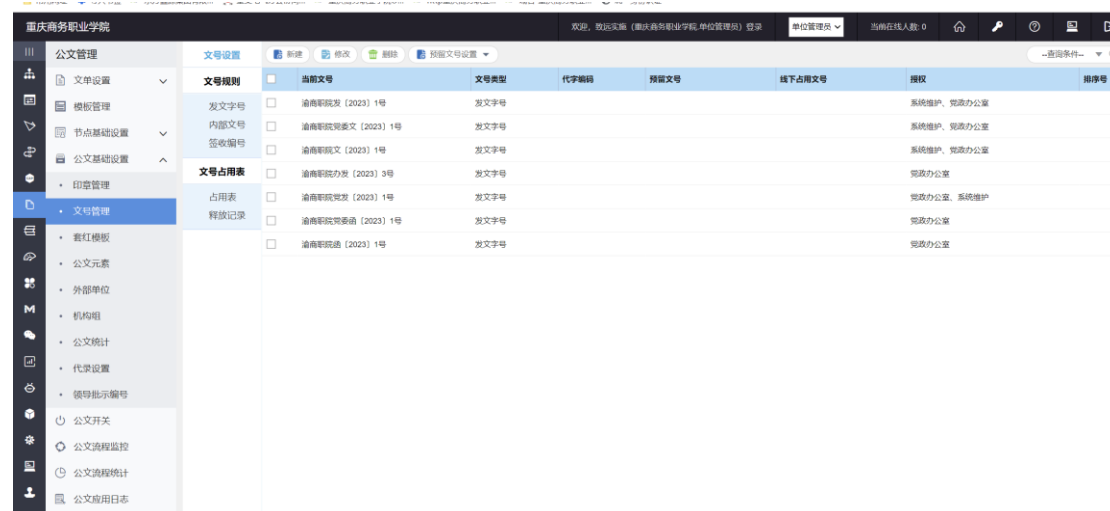 重庆商务职业学院
欢迎，致远实施（重庆商务职业学院.单位管理员）登录
单位管理员
当前在线人数: 0
公文管理
文单设置
模板管理
节点基础设置
公文基础设置
• 印章管理
• 文号管理
• 套红模板
• 公文元素
• 外部单位
• 机构组
• 公文统计
• 代录设置
• 领导批示编号
公文开关
公文流程监控
公文流程统计
公文应用日志
文号设置
文号规则
发文字号
内部文号
签收编号
文号占用表
占用表
释放记录
新建 修改 删除 预留文号设置
--查询条件--
当前文号 文号类型 代字编码 预留文号 线下占用文号 授权 排序号
渝商职院发〔2023〕1号 发文字号 系统维护、党政办公室
渝商职院党委文〔2023〕1号 发文字号 系统维护、党政办公室
渝商职院文〔2023〕1号 发文字号 系统维护、党政办公室
渝商职院办发〔2023〕3号 发文字号 党政办公室
渝商职院党发〔2023〕1号 发文字号 党政办公室、系统维护
渝商职院党委函〔2023〕1号 发文字号 党政办公室
渝商职院函〔2023〕1号 发文字号 党政办公室